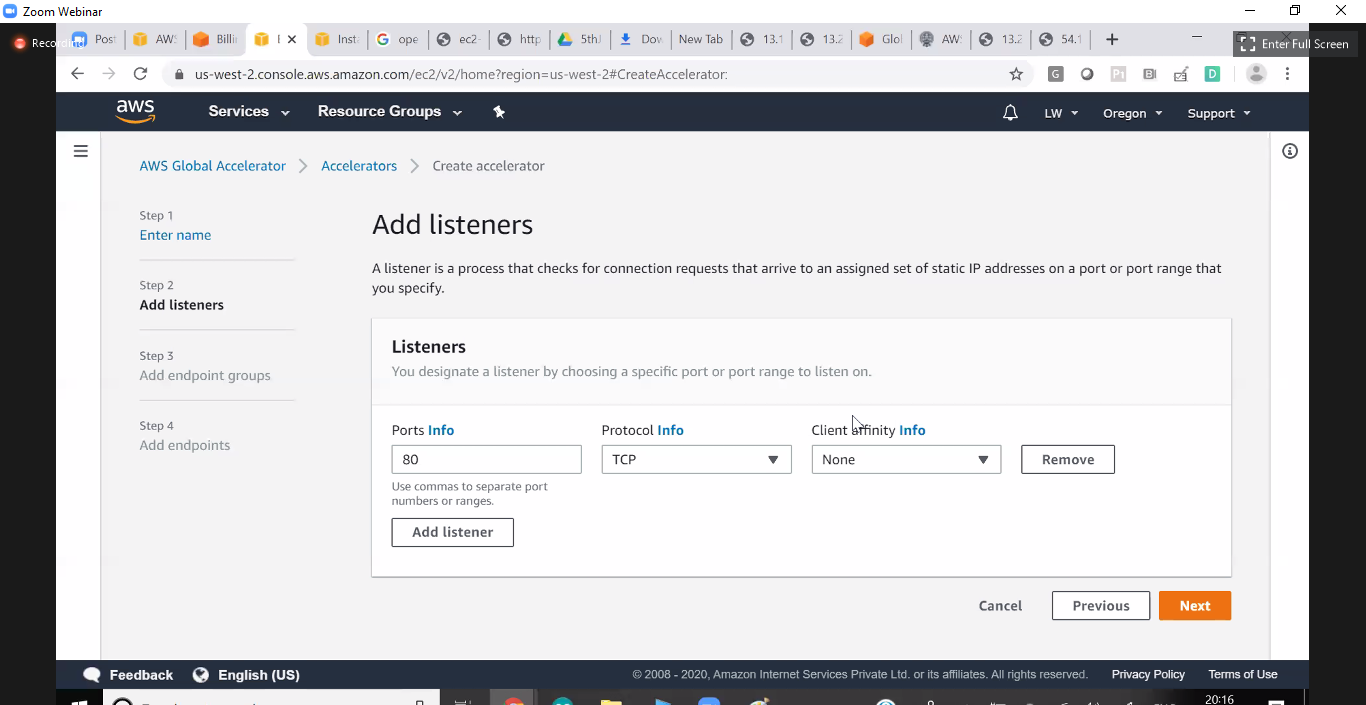 Zoom Webinar
Recording
Post
AWS
Billi
I
Insta
ope
ec2-
http
5thJ
Dow
New Tab
13.1
13.2
Glol
AWS
13.2
54.1
Enter Full Screen
us-west-2.console.aws.amazon.com/ec2/v2/home?region=us-west-2#CreateAccelerator:
aws
Services
Resource Groups
LW
Oregon
Support
AWS Global Accelerator
Accelerators
Create accelerator
Step 1
Enter name
Step 2
Add listeners
Step 3
Add endpoint groups
Step 4
Add endpoints
Add listeners
A listener is a process that checks for connection requests that arrive to an assigned set of static IP addresses on a port or port range that
you specify.
Listeners
You designate a listener by choosing a specific port or port range to listen on.
Ports Info
Protocol Info
Client affinity Info
80
TCP
None
Remove
Use commas to separate port
numbers or ranges.
Add listener
Cancel
Previous
Next
Feedback
English (US)
© 2008 - 2020, Amazon Internet Services Private Ltd. or its affiliates. All rights reserved.
Privacy Policy
Terms of Use
20:16